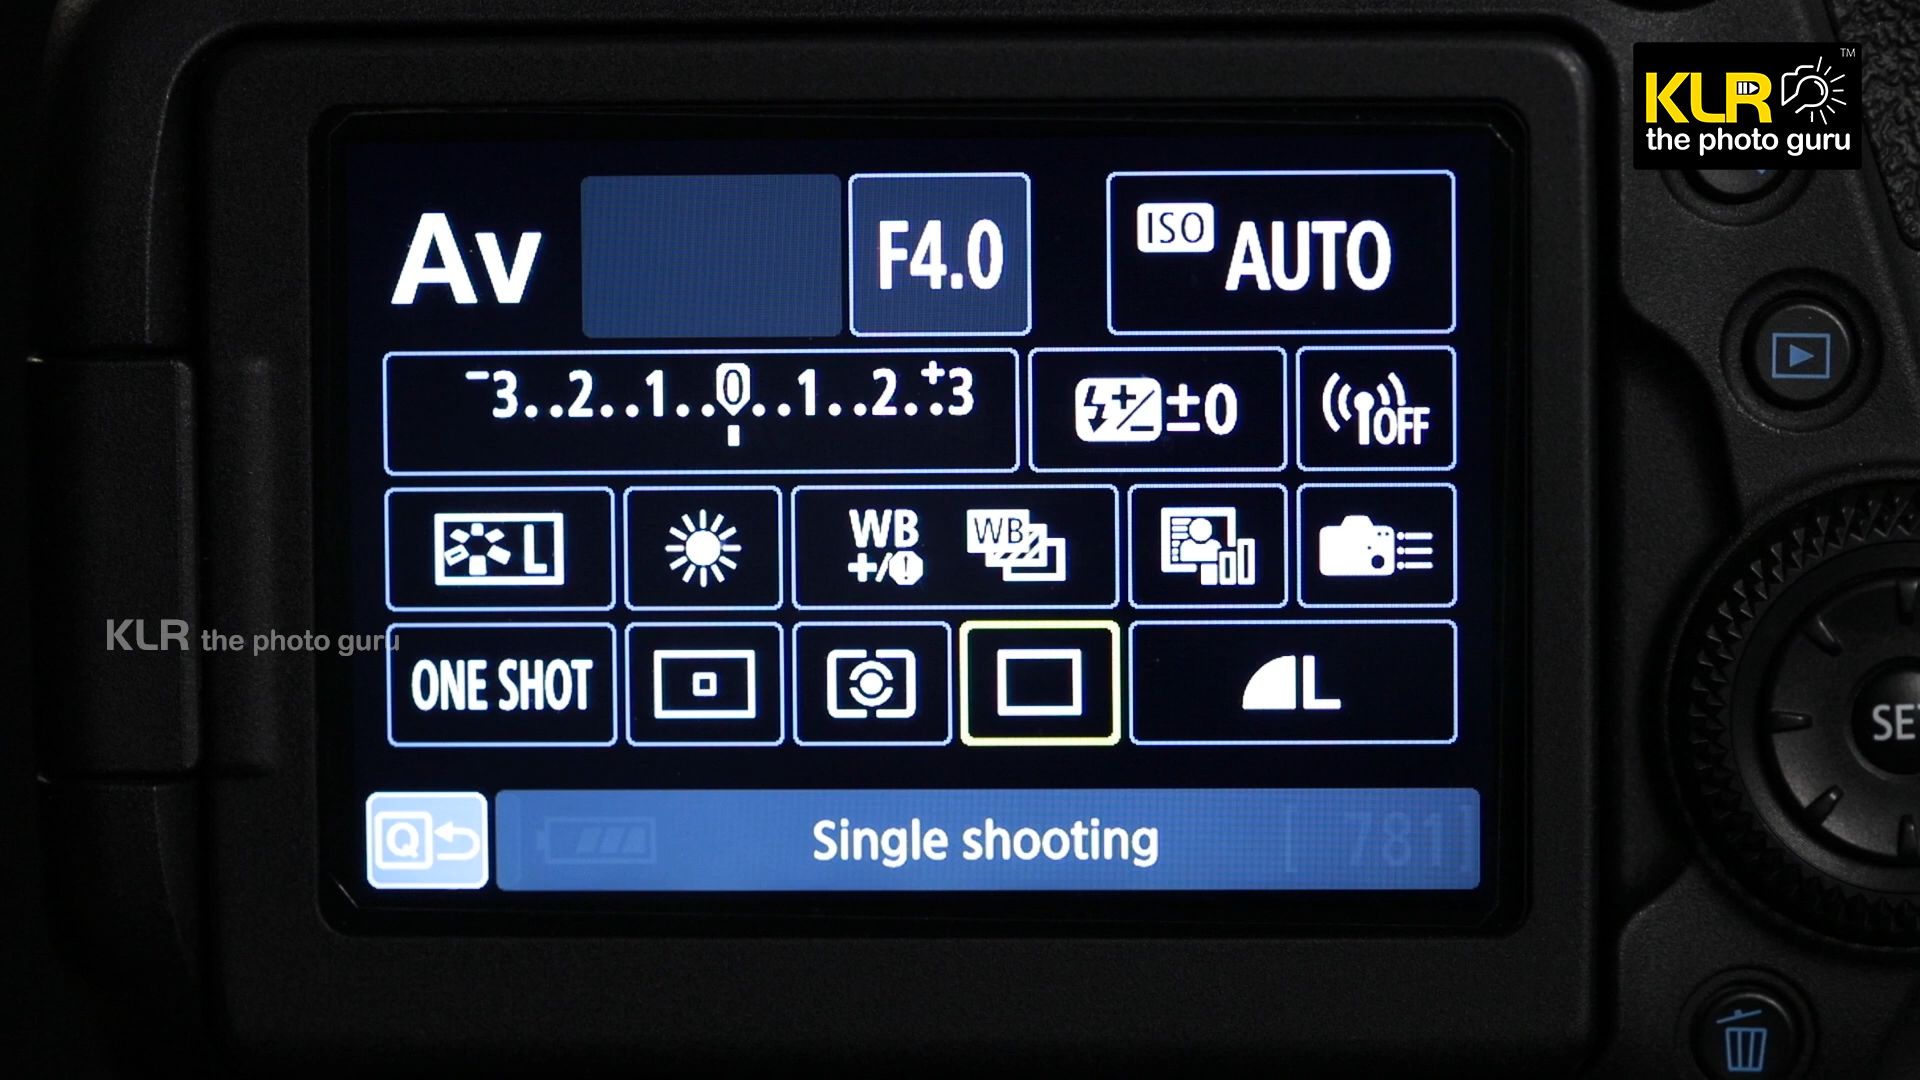 KLR TM
the photo guru
Av F4.0 ISO AUTO
-3..2..1..0..1..2..+3 ±0 OFF
L WB +/- WB
KLR the photo guru
ONE SHOT L
SET
Q Single shooting [ 781]